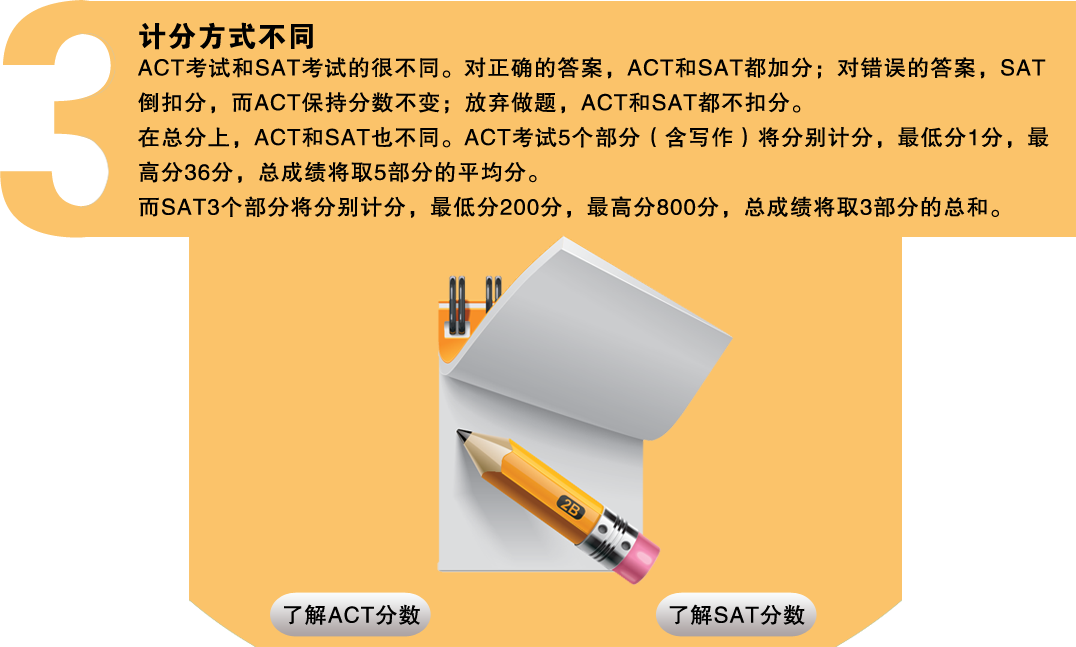 3
计分方式不同
ACT考试和SAT考试的很不同。对正确的答案，ACT和SAT都加分；对错误的答案，SAT
倒扣分，而ACT保持分数不变；放弃做题，ACT和SAT都不扣分。
在总分上，ACT和SAT也不同。ACT考试5个部分（含写作）将分别计分，最低分1分，最
高分36分，总成绩将取5部分的平均分。
而SAT3个部分将分别计分，最低分200分，最高分800分，总成绩将取3部分的总和。
2B
了解ACT分数
了解SAT分数